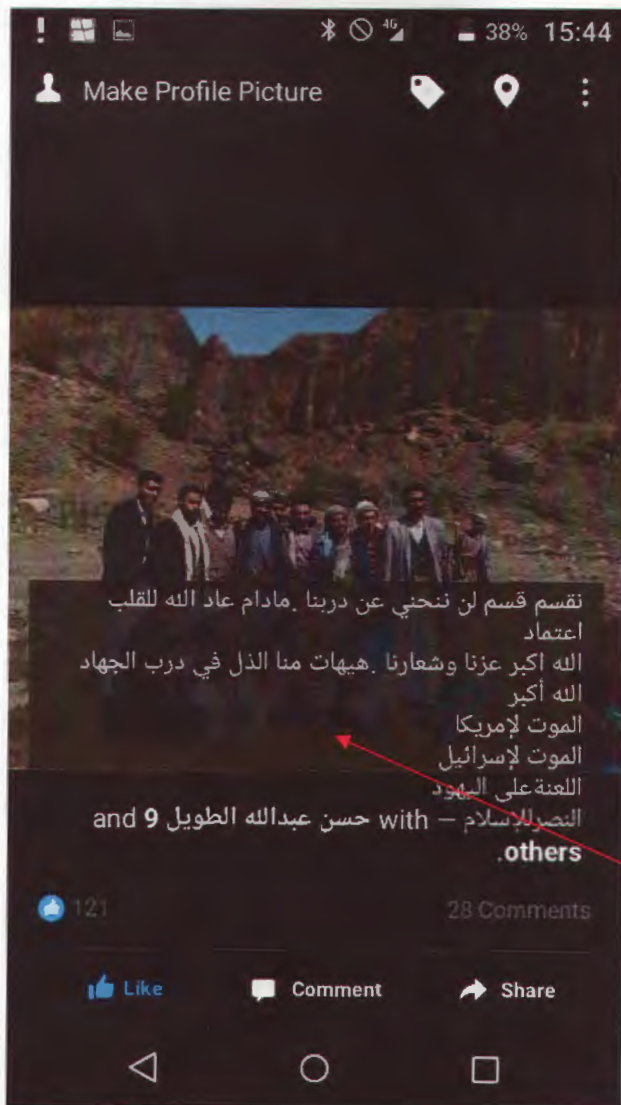 38% 15:44
Make Profile Picture
نقسم قسم لن ننحني عن دربنا .مادام عاد الله للقلب
اعتماد
الله اكبر عزنا وشعارنا .هيهات منا الذل في درب الجهاد
الله أكبر
الموت لإمريكا
الموت لإسرائيل
اللعنةعلى اليهود
النصرللإسلام – with حسن عبدالله الطويل and 9
others.
121 28 Comments
Like Comment Share